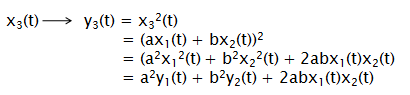 x₃(t) ⟶ y₃(t) = x₃²(t)
= (ax₁(t) + bx₂(t))²
= (a²x₁²(t) + b²x₂²(t) + 2abx₁(t)x₂(t)
= a²y₁(t) + b²y₂(t) + 2abx₁(t)x₂(t)